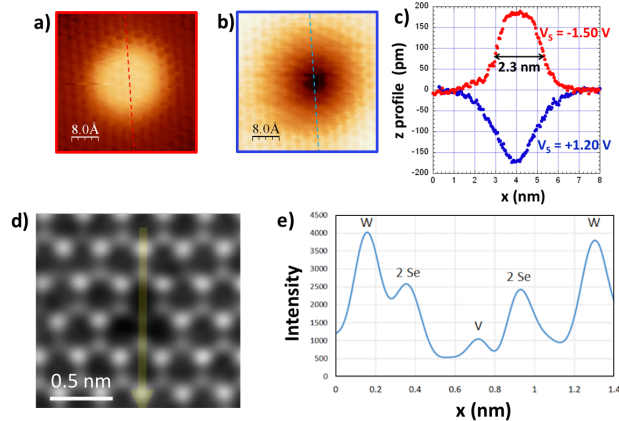 a)
8.0Å
b)
8.0Å
c)
z profile (pm)
200
150
100
50
0
-50
-100
-150
-200
V_S = -1.50 V
2.3 nm
V_S = +1.20 V
0 1 2 3 4 5 6 7 8
x (nm)
d)
0.5 nm
e)
Intensity
4500
4000
3500
3000
2500
2000
1500
1000
500
0
W
2 Se
V
2 Se
W
0 0.2 0.4 0.6 0.8 1 1.2 1.4
x (nm)